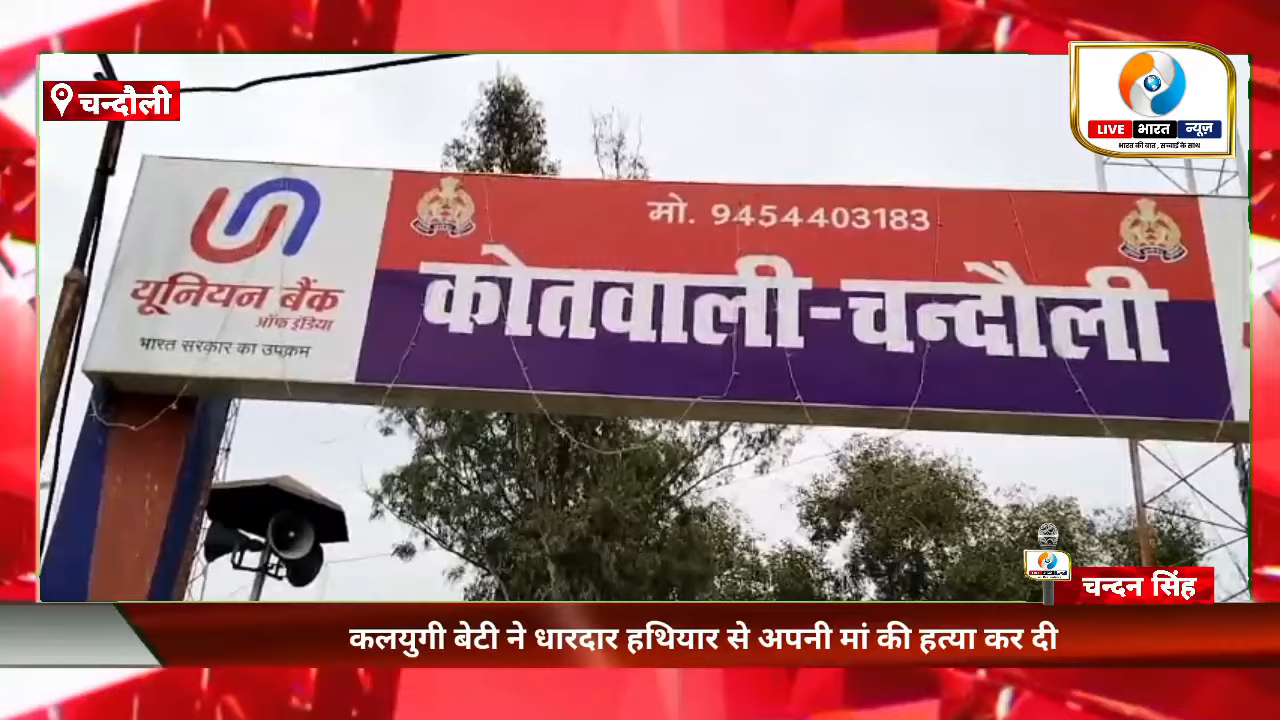 चन्दौली
LIVE भारत न्यूज़
भारत की बात, सच्चाई के साथ
यूनियन बैंक
ऑफ इंडिया
भारत सरकार का उपक्रम
मो. 9454403183
कोतवाली-चन्दौली
चन्दन सिंह
कलयुगी बेटी ने धारदार हथियार से अपनी मां की हत्या कर दी